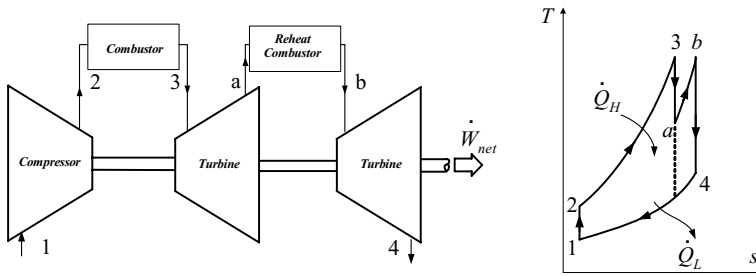 Combustor
Reheat
Combustor
2
3
a
b
Compressor
Turbine
Turbine
Ẇnet
1
4
T
3
b
Q̇H
a
2
4
1
Q̇L
s